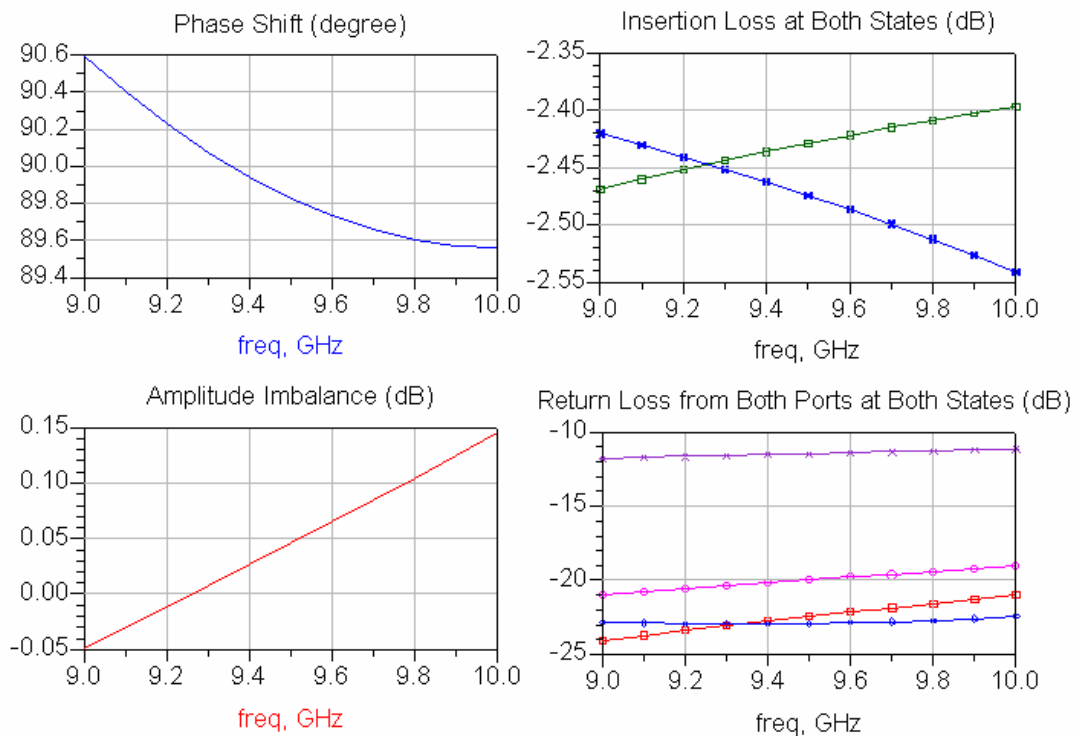 Phase Shift (degree)
90.6
90.4
90.2
90.0
89.8
89.6
89.4
9.0 9.2 9.4 9.6 9.8 10.0
freq, GHz
Insertion Loss at Both States (dB)
-2.35
-2.40
-2.45
-2.50
-2.55
9.0 9.2 9.4 9.6 9.8 10.0
freq, GHz
Amplitude Imbalance (dB)
0.15
0.10
0.05
0.00
-0.05
9.0 9.2 9.4 9.6 9.8 10.0
freq, GHz
Return Loss from Both Ports at Both States (dB)
-10
-15
-20
-25
9.0 9.2 9.4 9.6 9.8 10.0
freq, GHz